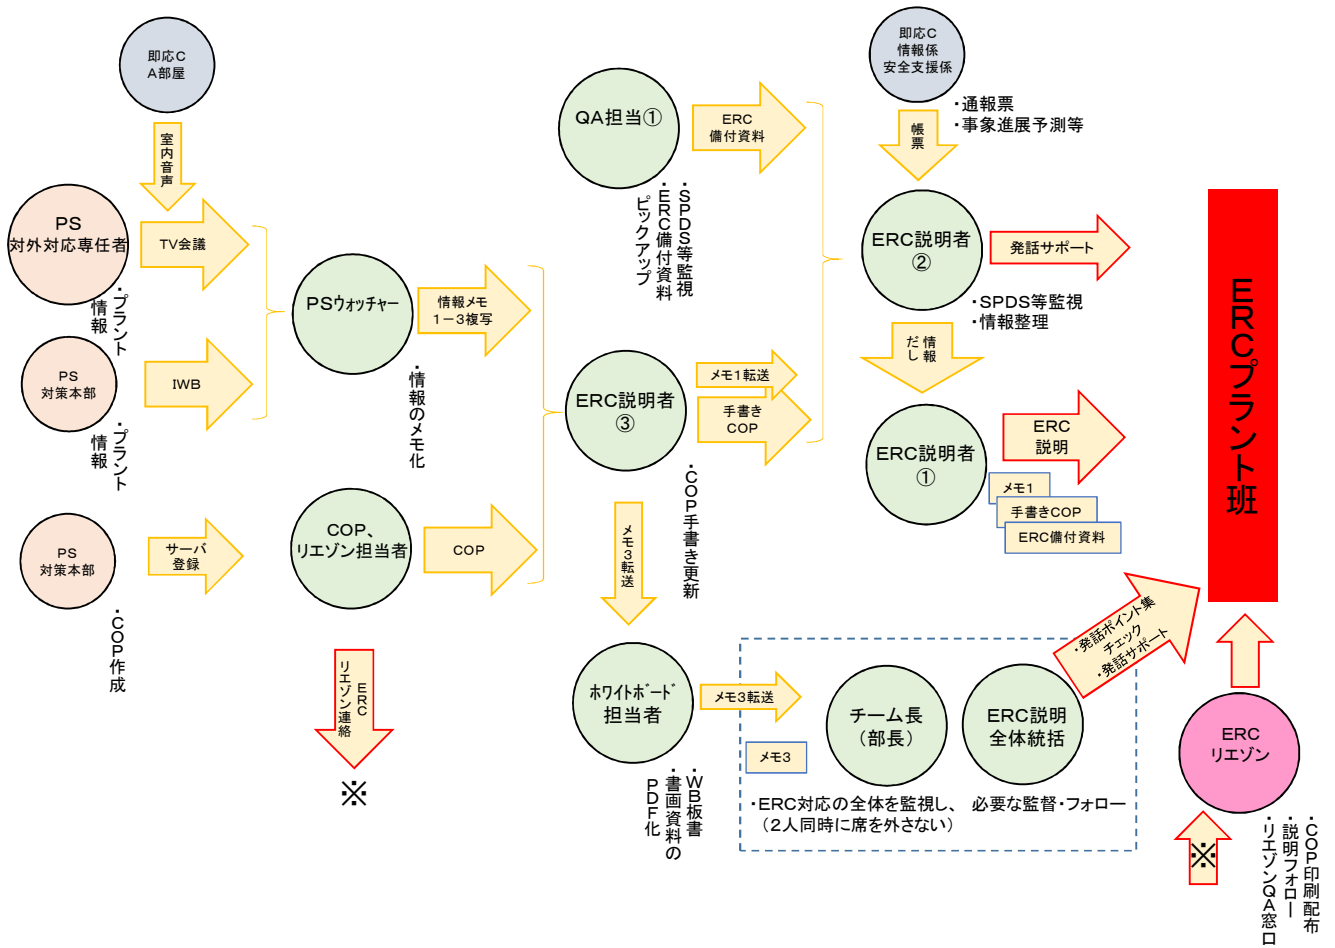 即応C
A部屋
室内音声
PS
対外対応専任者
・プラント
情報
TV会議
PS
対策本部
・プラント
情報
IWB
PS
対策本部
・COP作成
サーバ
登録
PSウォッチャー
・情報のメモ化
情報メモ
1－3複写
COP、
リエゾン担当者
COP
ERC
リエゾン連絡
※
QA担当①
・SPDS等監視
・ERC備付資料
ピックアップ
ERC
備付資料
ERC説明者
③
・COP手書き更新
メモ1転送
手書き
COP
メモ3転送
ホワイトボード
担当者
・WB板書
・書画資料の
PDF化
メモ3転送
メモ3
チーム長
（部長）
ERC説明
全体統括
・ERC対応の全体を監視し、 必要な監督・フォロー
（2人同時に席を外さない）
・発話ポイント集
チェック
・発話サポート
即応C
情報係
安全支援係
・通報票
・事象進展予測等
帳票
ERC説明者
②
・SPDS等監視
・情報整理
発話サポート
情報
だし
ERC説明者
①
ERC
説明
メモ1
手書きCOP
ERC備付資料
ERCプラント班
ERC
リエゾン
・COP印刷配布
・説明フォロー
・リエゾンQA窓口
※